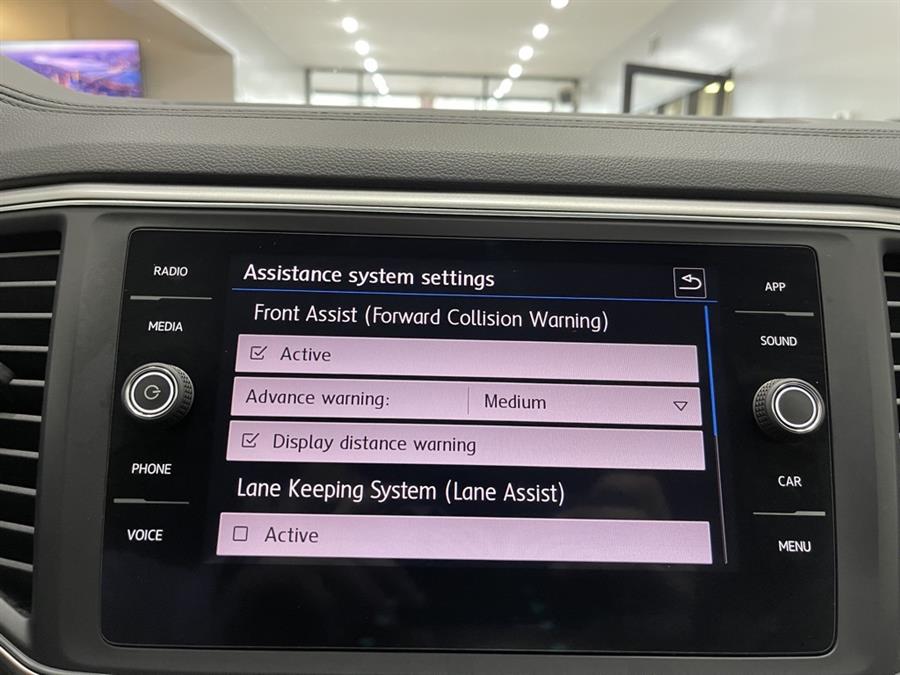 RADIO
MEDIA
PHONE
VOICE
Assistance system settings
Front Assist (Forward Collision Warning)
Active
Advance warning: Medium
Display distance warning
Lane Keeping System (Lane Assist)
Active
APP
SOUND
CAR
MENU